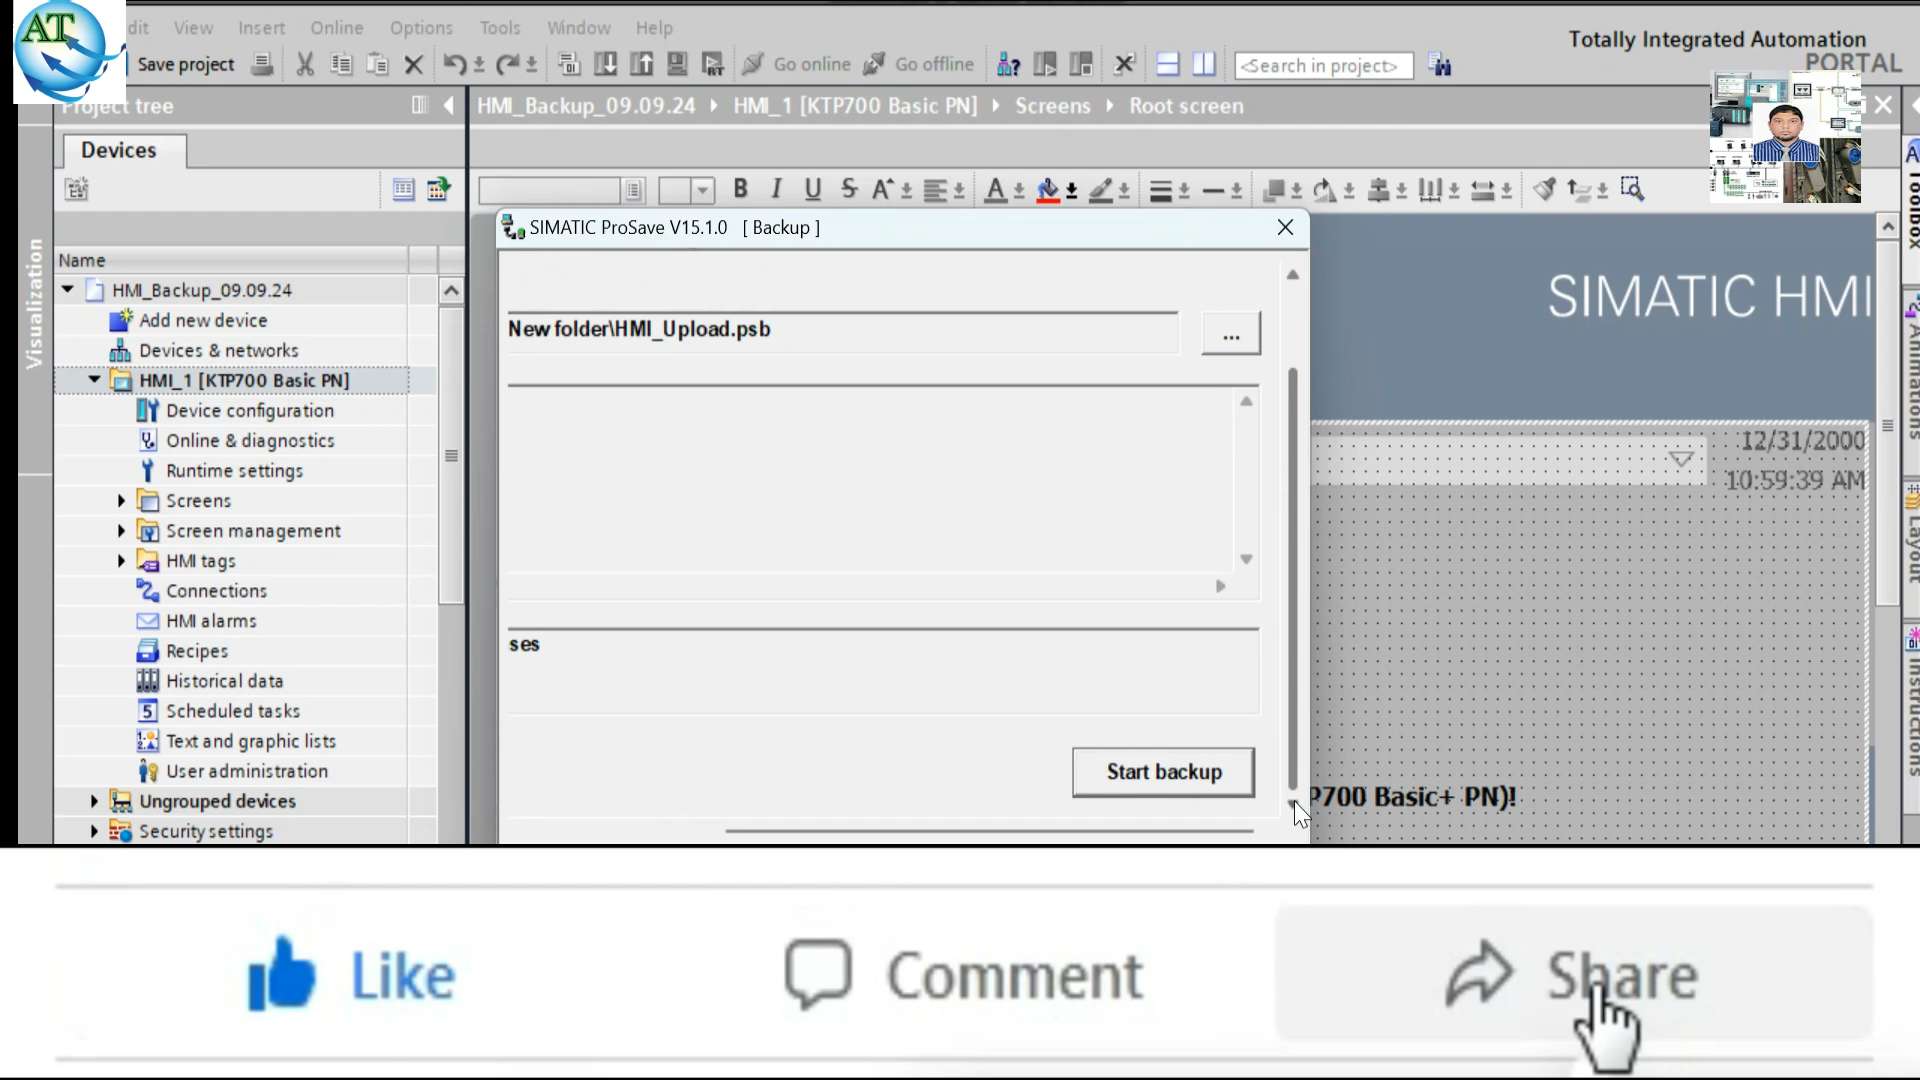 AT
dit View Insert Online Options Tools Window Help
Totally Integrated Automation
PORTAL
Save project
Go online
Go offline
<Search in project>
Project tree
HMI_Backup_09.09.24 HMI_1 [KTP700 Basic PN] Screens Root screen
Devices
B I U S A A
Name
HMI_Backup_09.09.24
Add new device
Devices & networks
HMI_1 [KTP700 Basic PN]
Device configuration
Online & diagnostics
Runtime settings
Screens
Screen management
HMI tags
Connections
HMI alarms
Recipes
Historical data
Scheduled tasks
Text and graphic lists
User administration
Ungrouped devices
Security settings
Visualization
SIMATIC ProSave V15.1.0 [ Backup ]
New folder\HMI_Upload.psb
...
ses
Start backup
SIMATIC HMI
12/31/2000
10:59:39 AM
P700 Basic+ PN)!
Toolbox
Animations
Layout
Instructions
Like
Comment
Share